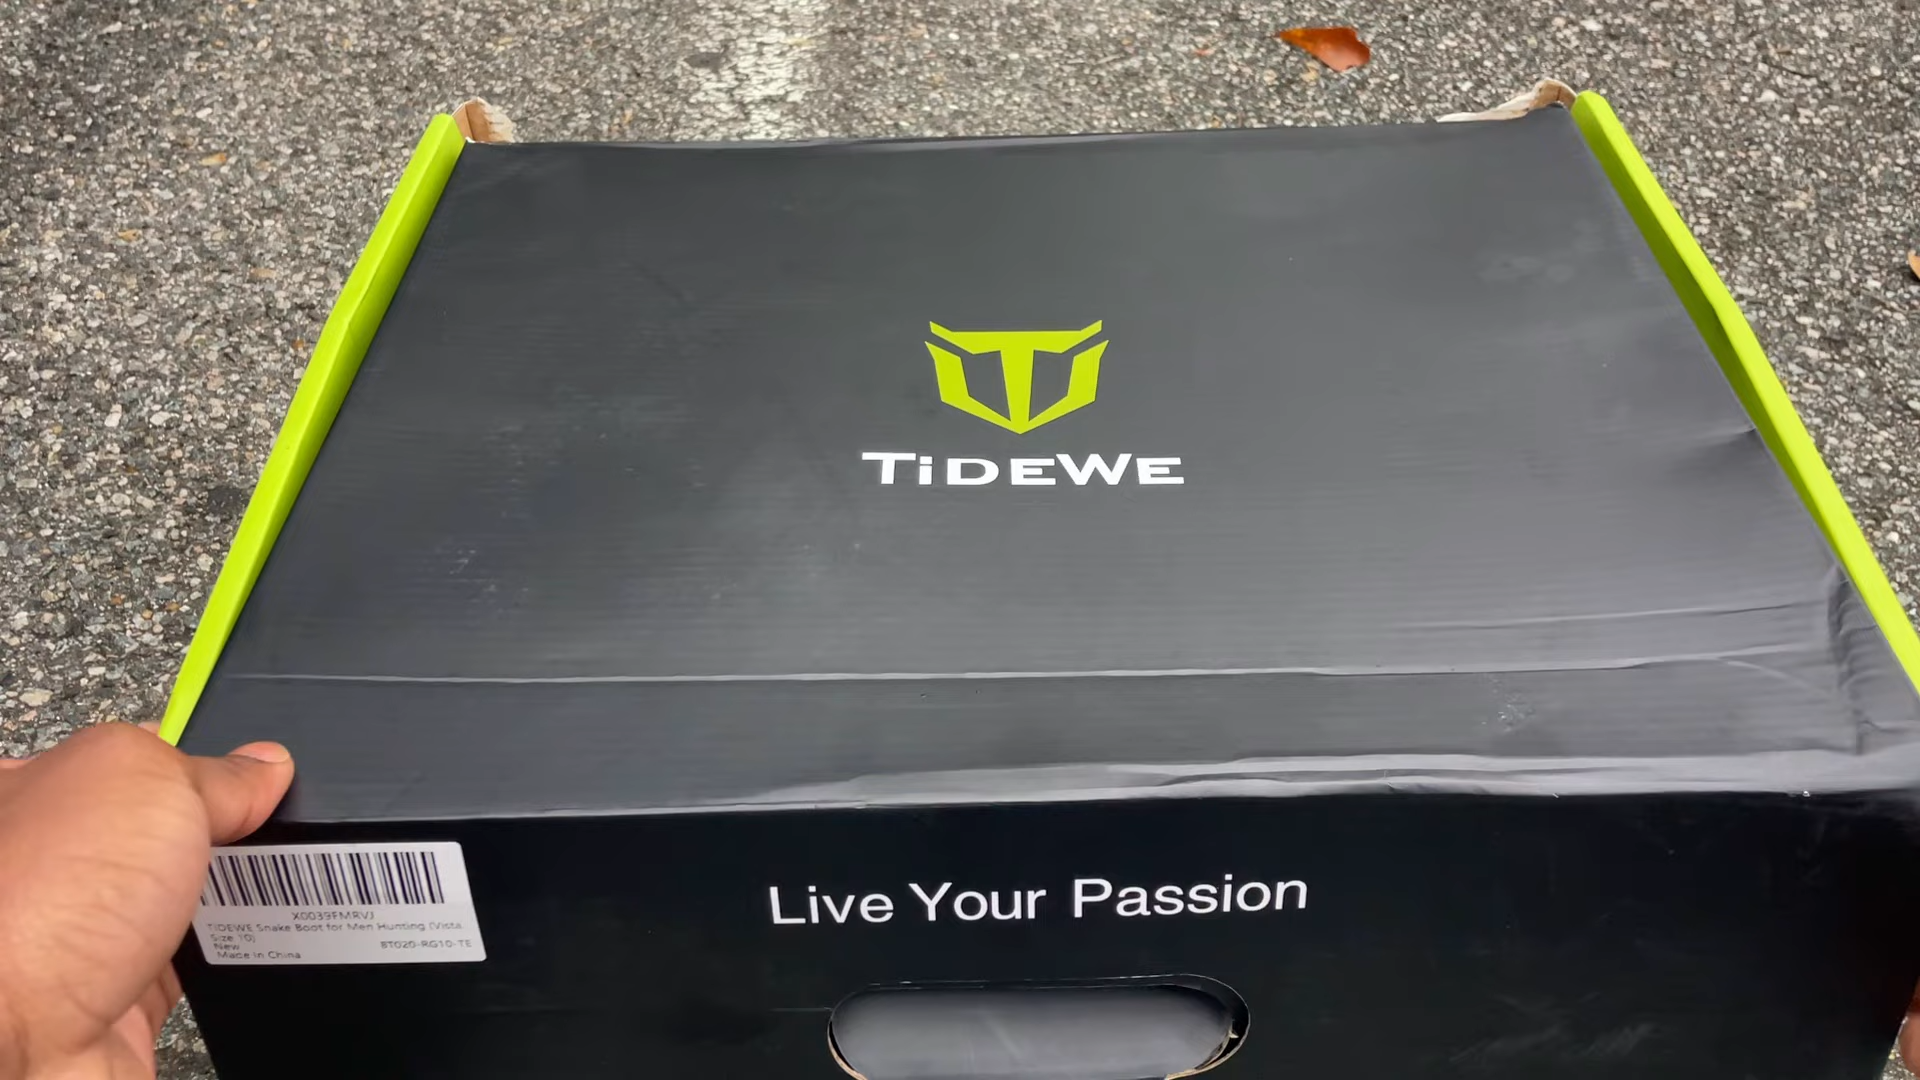 TiDEWE
Live Your Passion
X0039FMRVJ
TIDEWE Snake Boot for Men Hunting (Vista
Size 10)
New
BT020-RG10-TE
Made in China